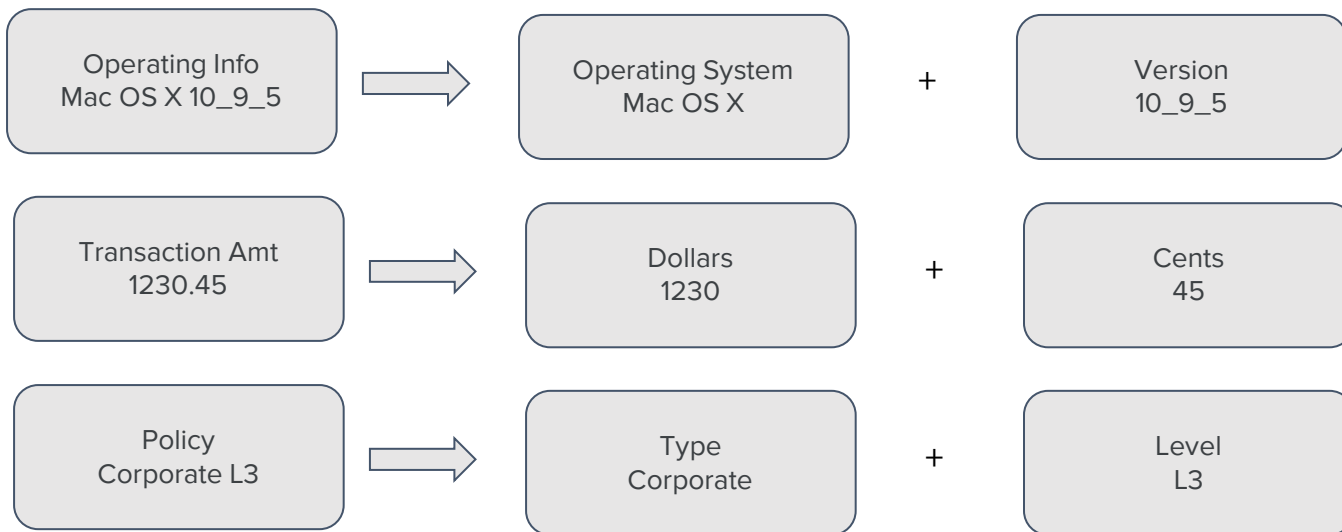 Operating Info
Mac OS X 10_9_5
Operating System
Mac OS X
+
Version
10_9_5
Transaction Amt
1230.45
Dollars
1230
+
Cents
45
Policy
Corporate L3
Type
Corporate
+
Level
L3